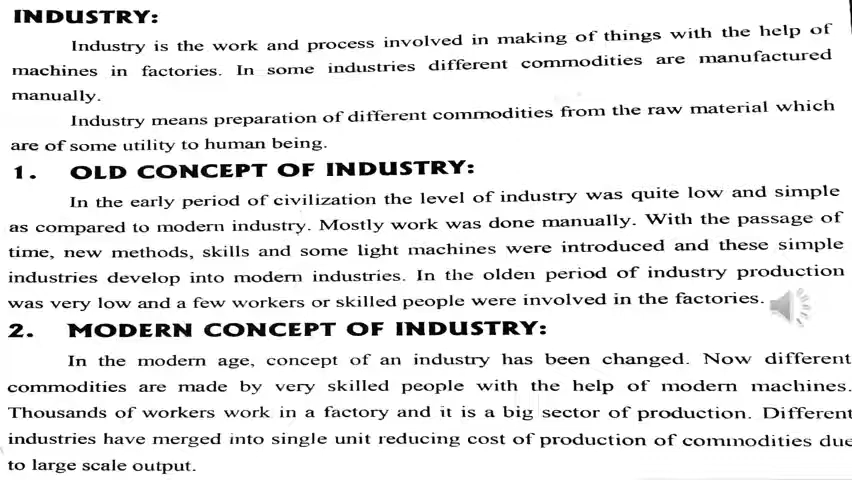 INDUSTRY:
Industry is the work and process involved in making of things with the help of
machines in factories. In some industries different commodities are manufactured
manually.
Industry means preparation of different commodities from the raw material which
are of some utility to human being.
1. OLD CONCEPT OF INDUSTRY:
In the early period of civilization the level of industry was quite low and simple
as compared to modern industry. Mostly work was done manually. With the passage of
time, new methods, skills and some light machines were introduced and these simple
industries develop into modern industries. In the olden period of industry production
was very low and a few workers or skilled people were involved in the factories.
2. MODERN CONCEPT OF INDUSTRY:
In the modern age, concept of an industry has been changed. Now different
commodities are made by very skilled people with the help of modern machines.
Thousands of workers work in a factory and it is a big sector of production. Different
industries have merged into single unit reducing cost of production of commodities due
to large scale output.